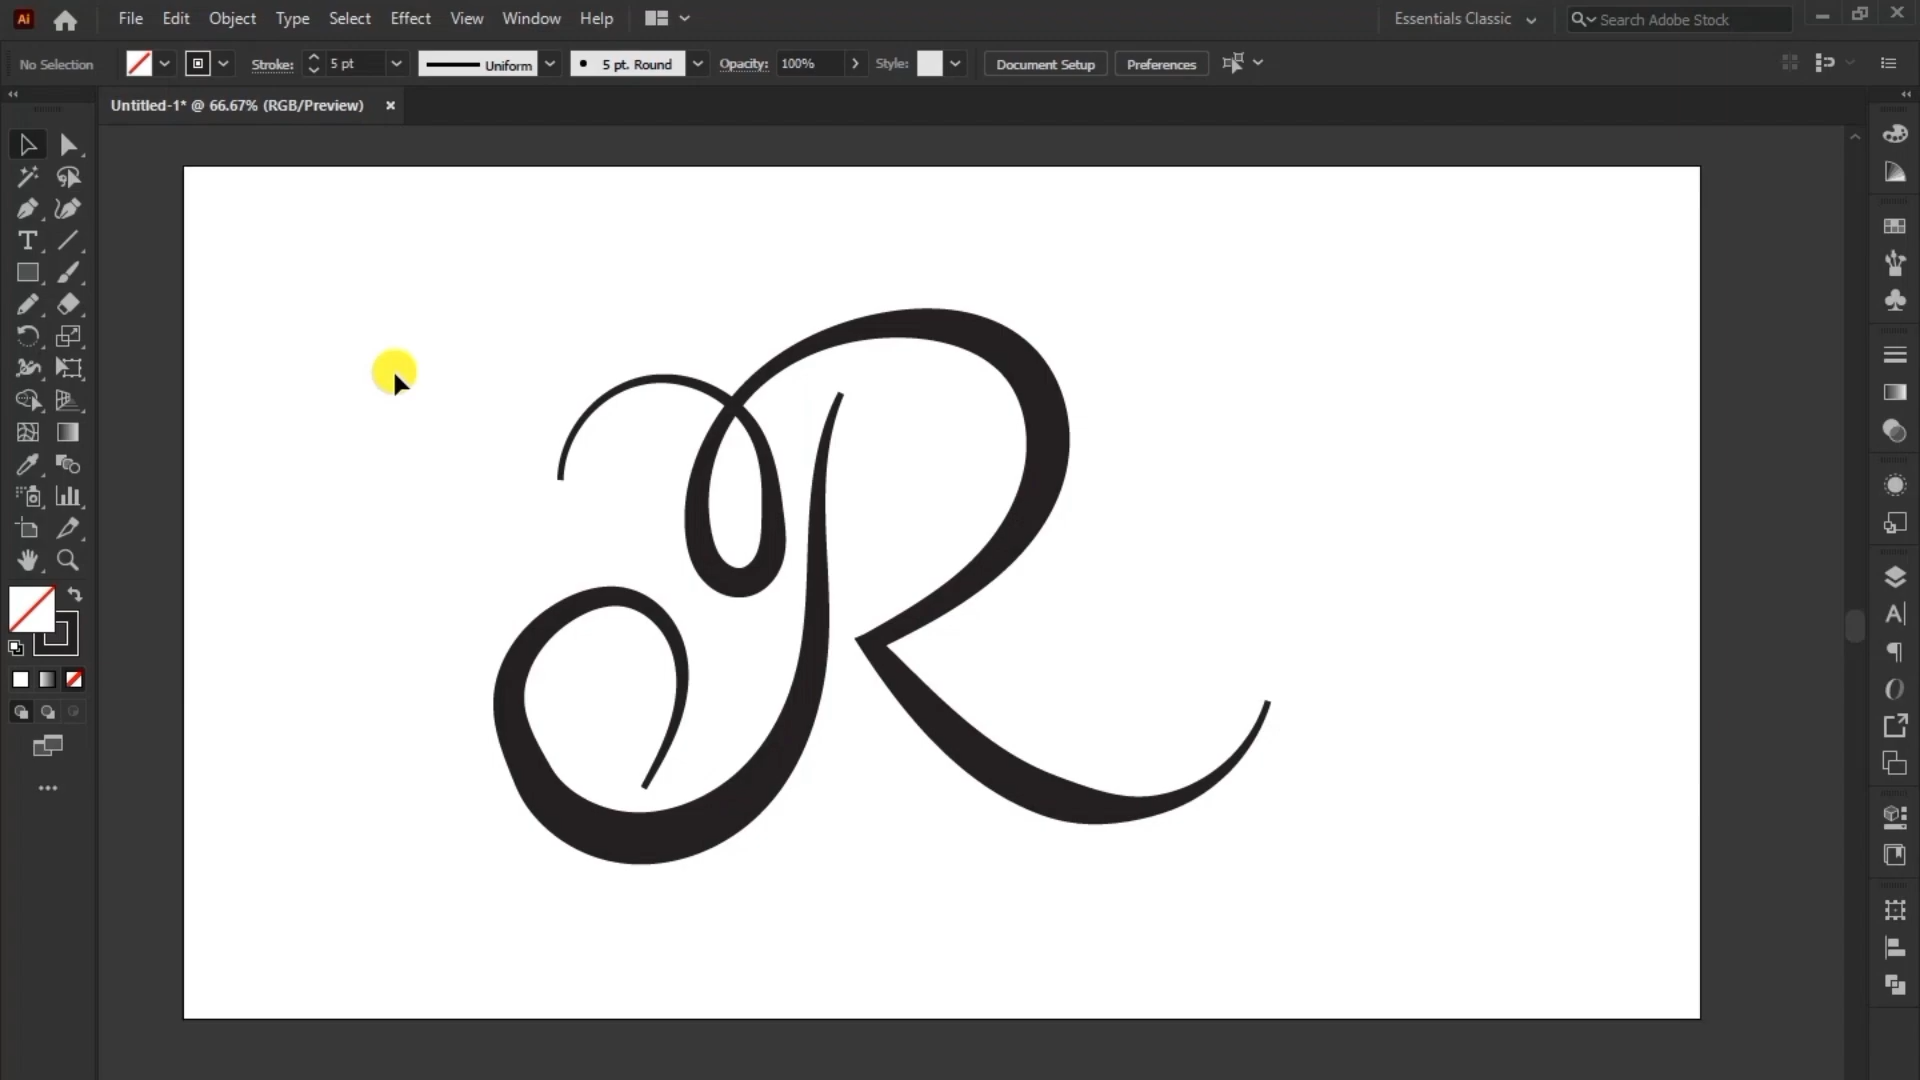 Ai File Edit Object Type Select Effect View Window Help Essentials Classic Search Adobe Stock
No Selection Stroke: 5 pt Uniform 5 pt. Round Opacity: 100% Style: Document Setup Preferences
Untitled-1* @ 66.67% (RGB/Preview)
R